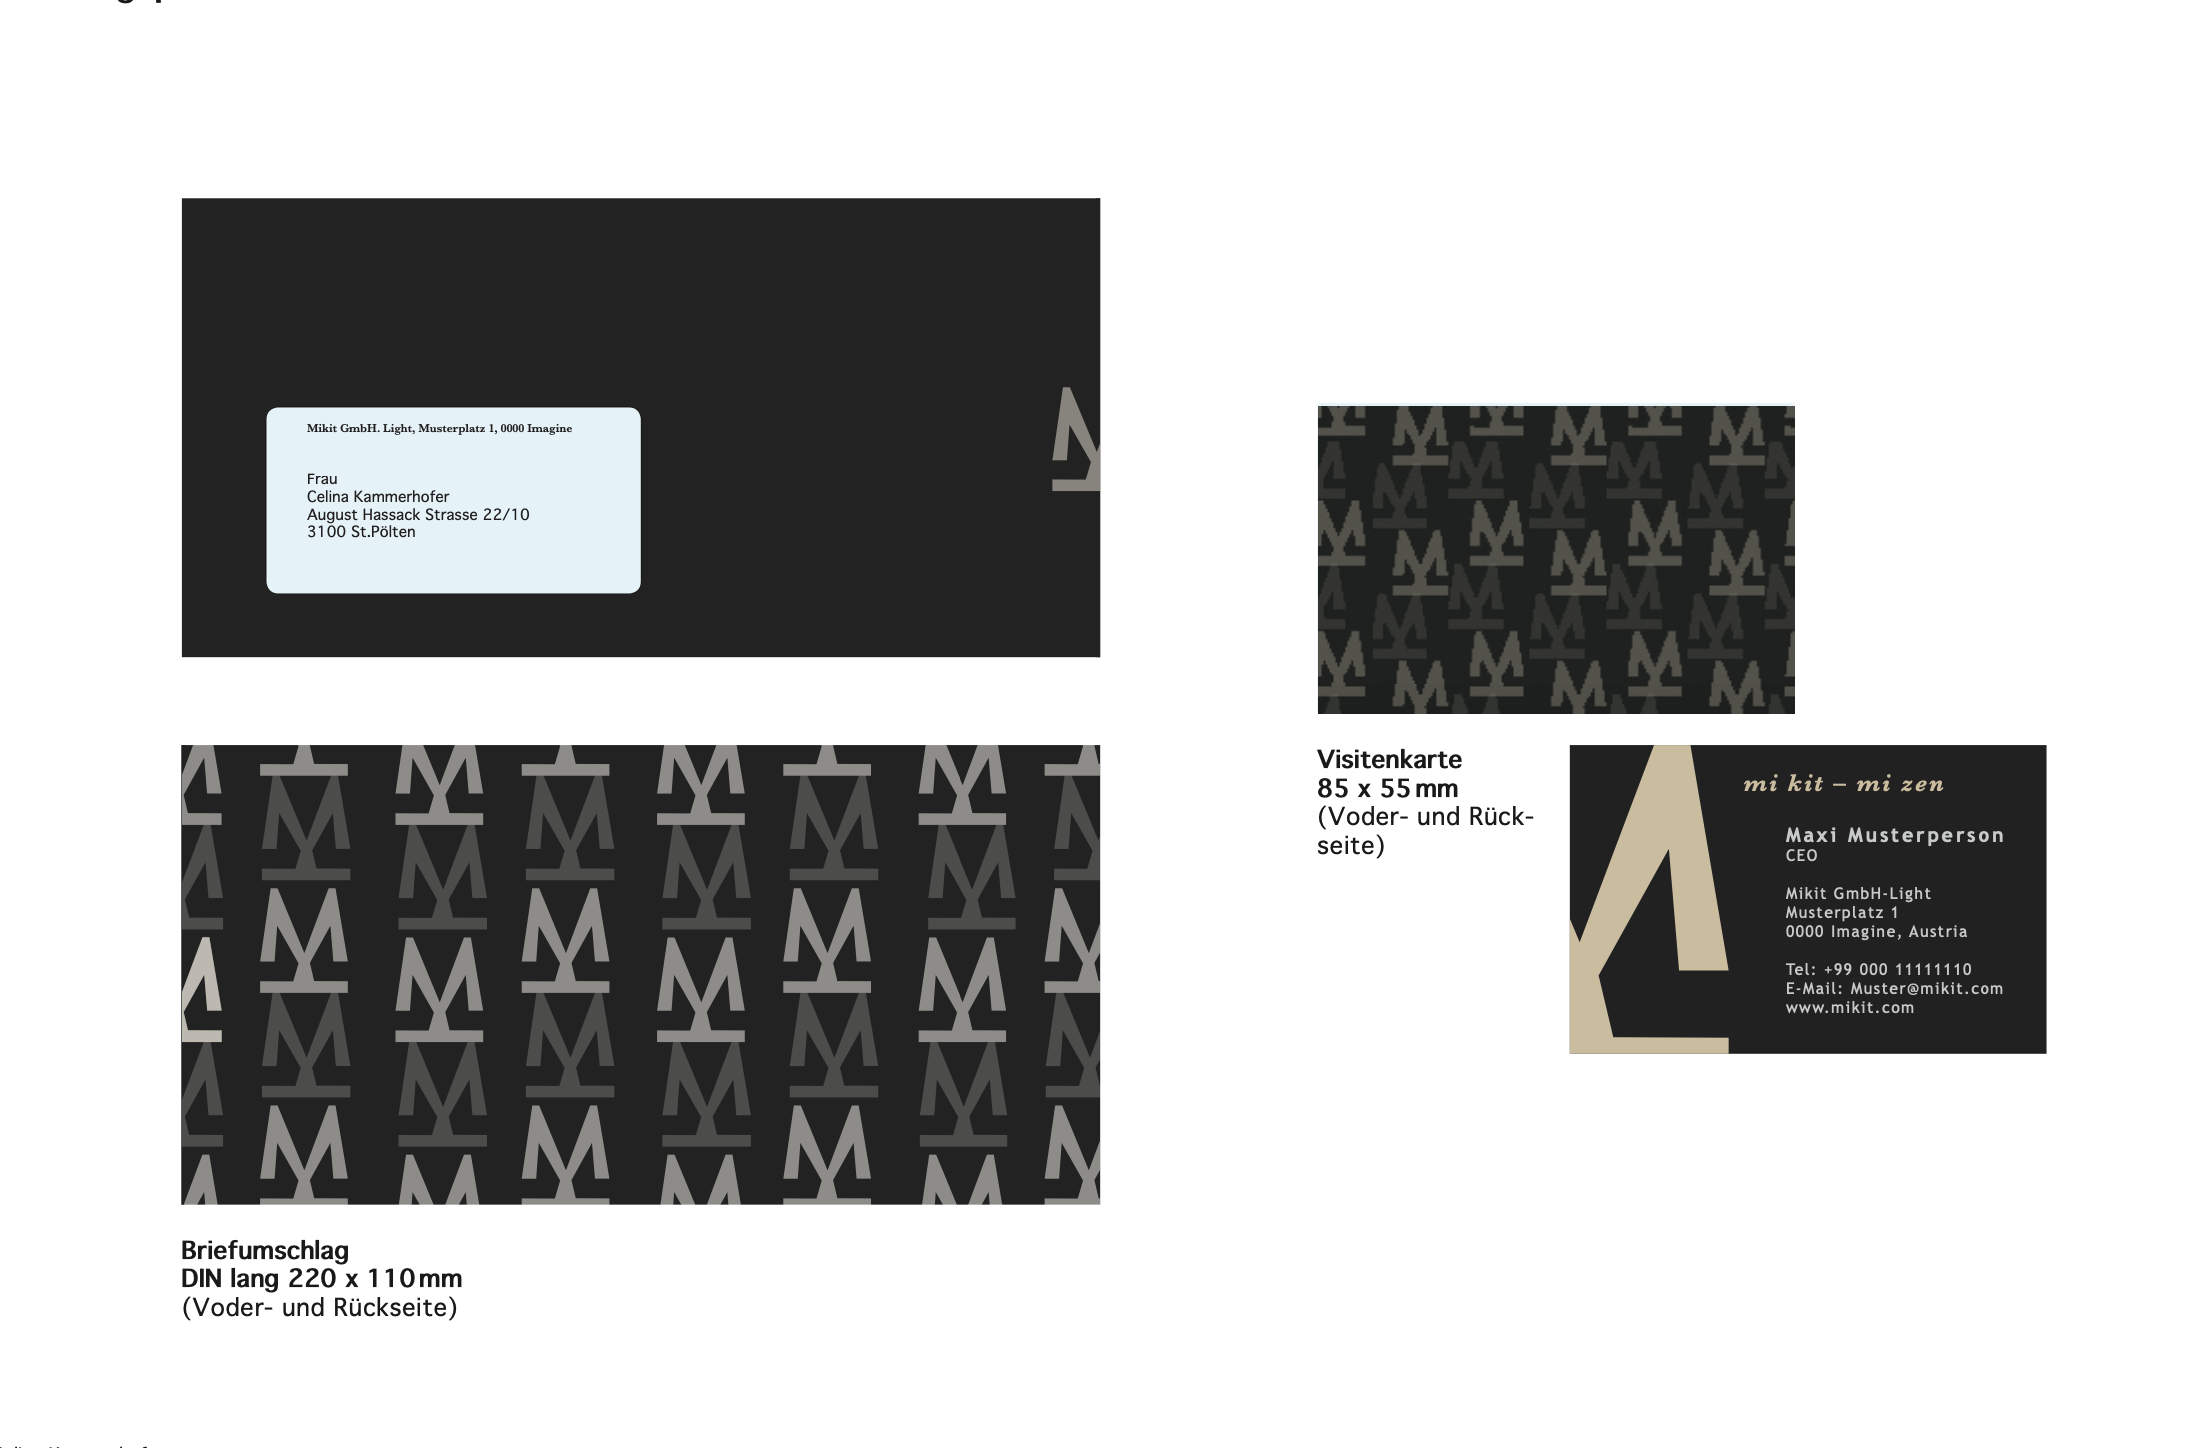 Mikit GmbH. Light, Musterplatz 1, 0000 Imagine
Frau
Celina Kammerhofer
August Hassack Strasse 22/10
3100 St.Pölten
Briefumschlag
DIN lang 220 x 110 mm
(Voder- und Rückseite)
Visitenkarte
85 x 55 mm
(Voder- und Rück-
seite)
mi kit – mi zen
Maxi Musterperson
CEO
Mikit GmbH-Light
Musterplatz 1
0000 Imagine, Austria
Tel: +99 000 11111110
E-Mail: Muster@mikit.com
www.mikit.com